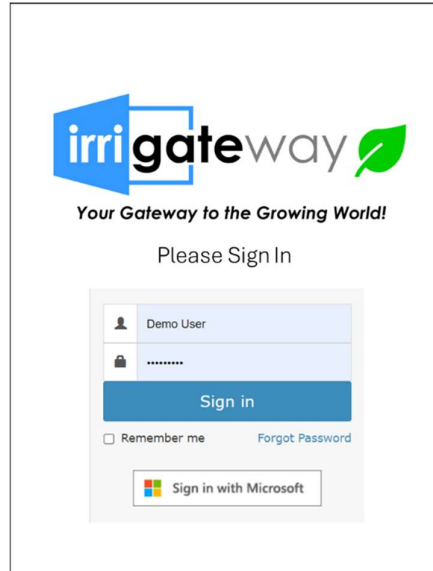 irrigateway
Your Gateway to the Growing World!
Please Sign In
Demo User
•••••••••
Sign in
Remember me
Forgot Password
Sign in with Microsoft